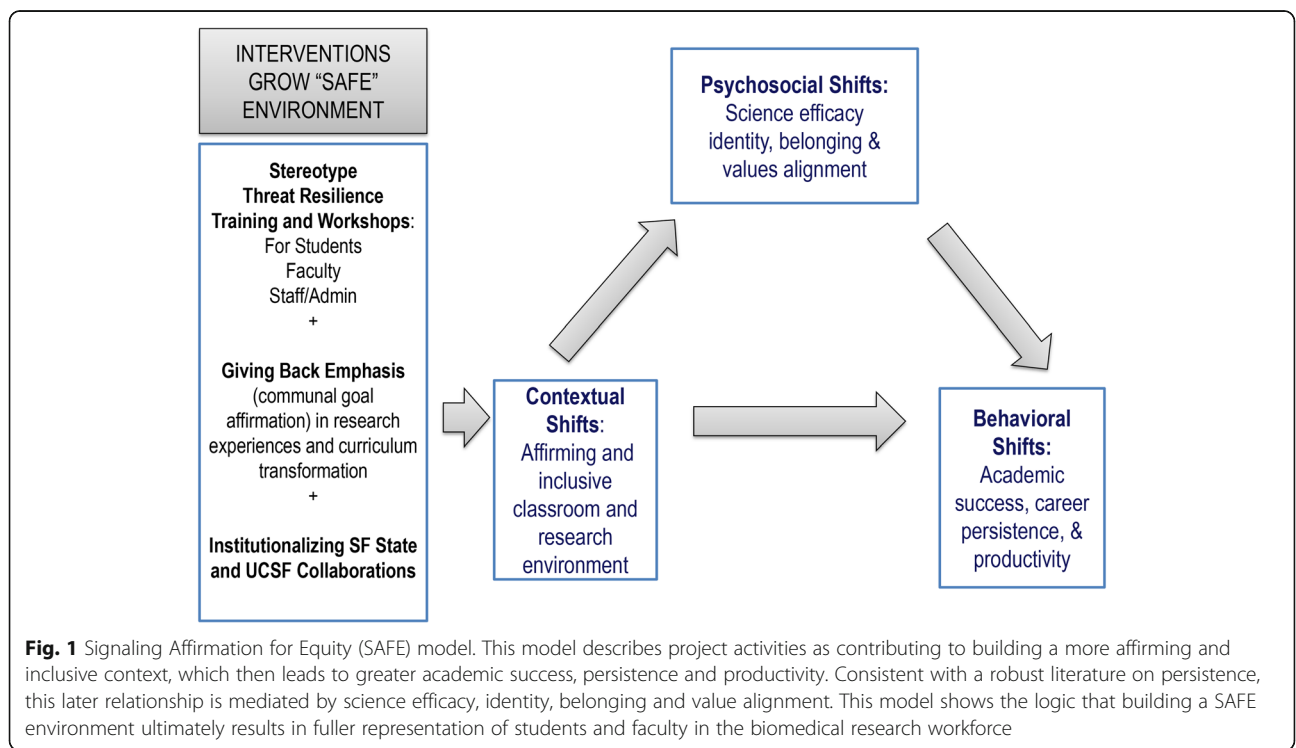 INTERVENTIONS
GROW “SAFE”
ENVIRONMENT
Stereotype
Threat Resilience
Training and Workshops:
For Students
Faculty
Staff/Admin
+
Giving Back Emphasis
(communal goal
affirmation) in research
experiences and curriculum
transformation
+
Institutionalizing SF State
and UCSF Collaborations
Contextual
Shifts:
Affirming and
inclusive
classroom and
research
environment
Psychosocial Shifts:
Science efficacy
identity, belonging &
values alignment
Behavioral
Shifts:
Academic
success, career
persistence, &
productivity
Fig. 1 Signaling Affirmation for Equity (SAFE) model. This model describes project activities as contributing to building a more affirming and
inclusive context, which then leads to greater academic success, persistence and productivity. Consistent with a robust literature on persistence,
this later relationship is mediated by science efficacy, identity, belonging and value alignment. This model shows the logic that building a SAFE
environment ultimately results in fuller representation of students and faculty in the biomedical research workforce